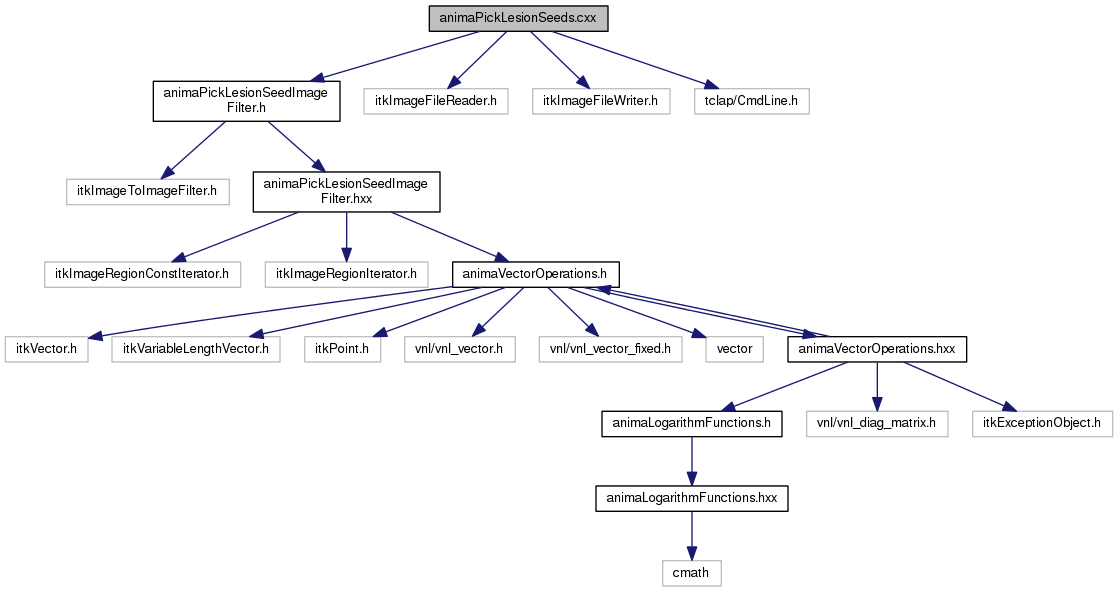 animaPickLesionSeeds.cxx
animaPickLesionSeedImage
Filter.h
itkImageFileReader.h
itkImageFileWriter.h
tclap/CmdLine.h
itkImageToImageFilter.h
animaPickLesionSeedImage
Filter.hxx
itkImageRegionConstIterator.h
itkImageRegionIterator.h
animaVectorOperations.h
itkVector.h
itkVariableLengthVector.h
itkPoint.h
vnl/vnl_vector.h
vnl/vnl_vector_fixed.h
vector
animaVectorOperations.hxx
animaLogarithmFunctions.h
vnl/vnl_diag_matrix.h
itkExceptionObject.h
animaLogarithmFunctions.hxx
cmath